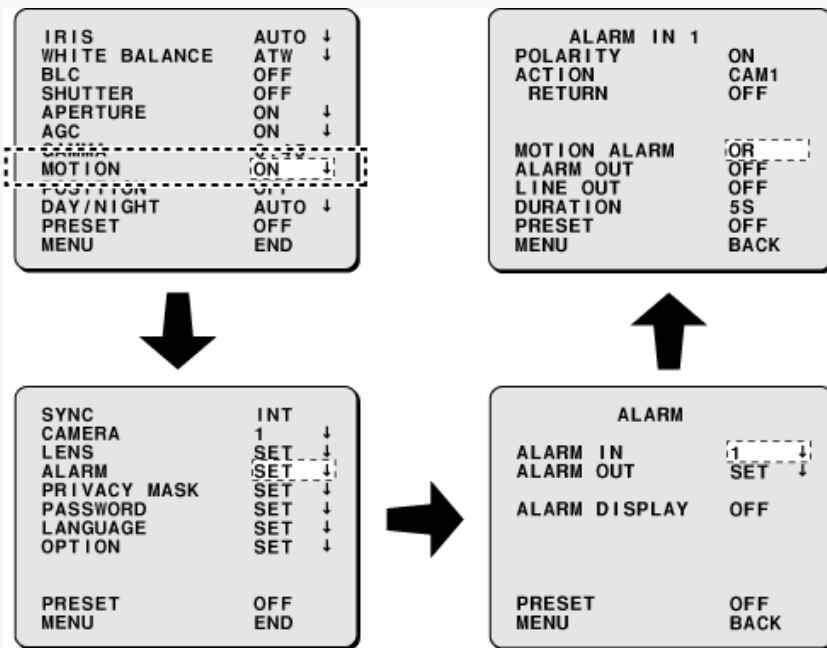 IRIS AUTO ↓
WHITE BALANCE ATW ↓
BLC OFF
SHUTTER OFF
APERTURE ON ↓
AGC ON ↓
GAMMA
MOTION ON ↓
POSITION OFF
DAY/NIGHT AUTO ↓
PRESET OFF
MENU END
SYNC INT
CAMERA 1 ↓
LENS SET ↓
ALARM SET ↓
PRIVACY MASK SET ↓
PASSWORD SET ↓
LANGUAGE SET ↓
OPTION SET ↓
PRESET OFF
MENU END
ALARM
ALARM IN 1 ↓
ALARM OUT SET ↓
ALARM DISPLAY OFF
PRESET OFF
MENU BACK
ALARM IN 1
POLARITY ON
ACTION CAM1
RETURN OFF
MOTION ALARM OR
ALARM OUT OFF
LINE OUT OFF
DURATION 5S
PRESET OFF
MENU BACK